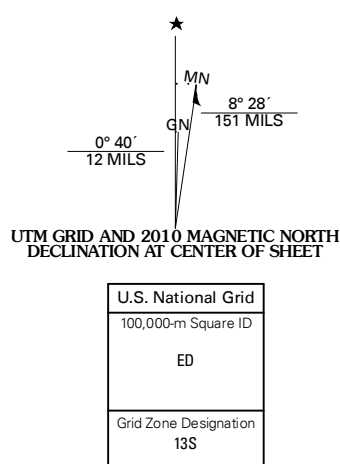 ★
MN
8° 28´
151 MILS
GN
0° 40´
12 MILS
UTM GRID AND 2010 MAGNETIC NORTH
DECLINATION AT CENTER OF SHEET
U.S. National Grid
100,000-m Square ID
ED
Grid Zone Designation
13S